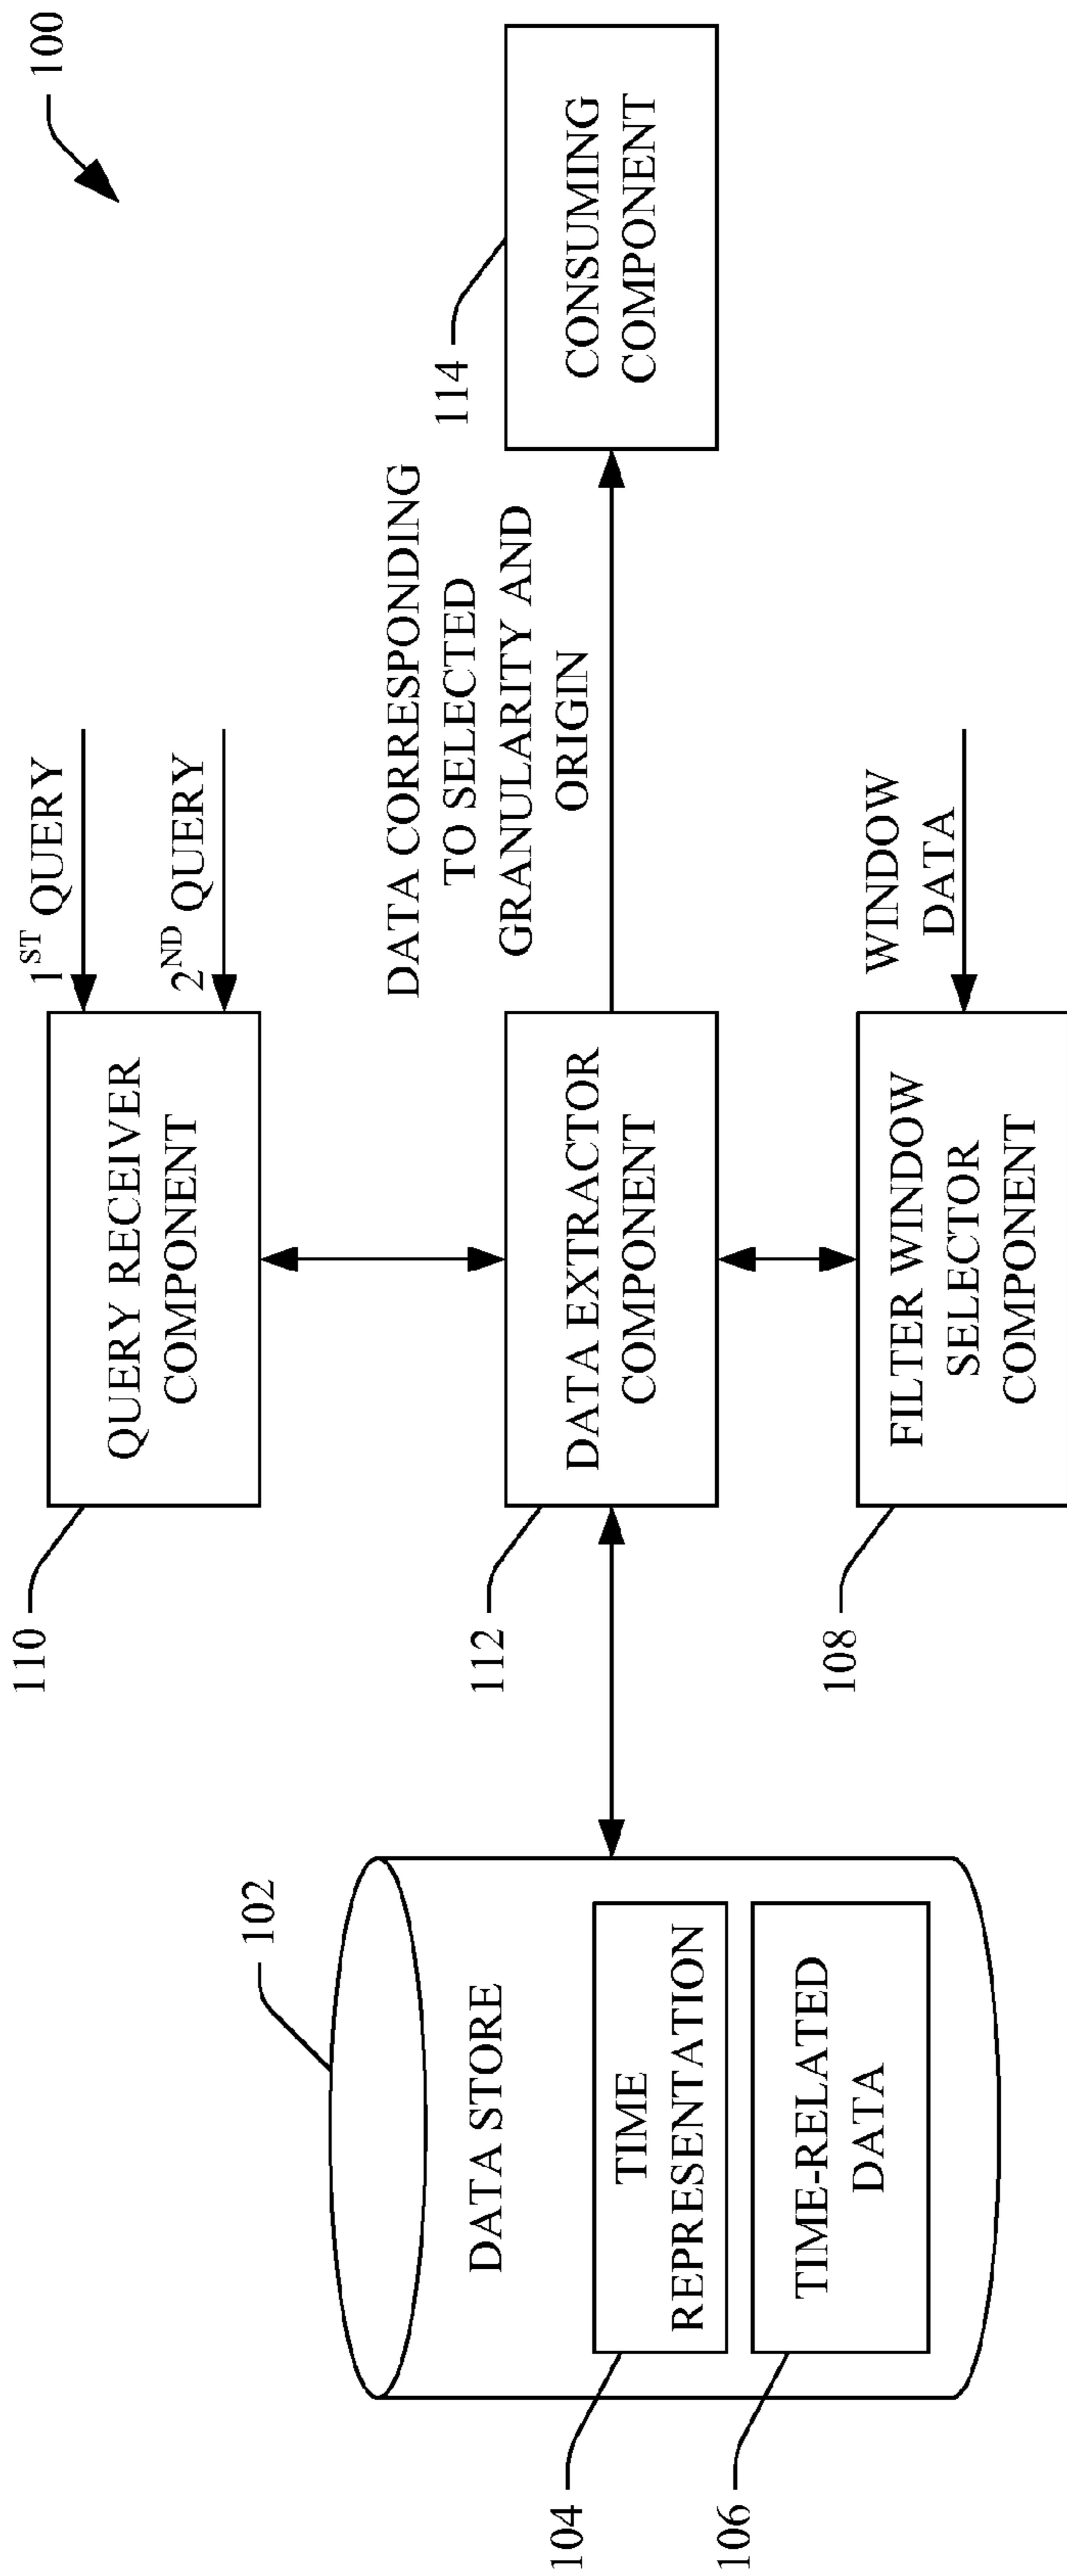 100
1ST QUERY
2ND QUERY
110
QUERY RECEIVER
COMPONENT
102
DATA STORE
104
TIME
REPRESENTATION
106
TIME-RELATED
DATA
112
DATA EXTRACTOR
COMPONENT
DATA CORRESPONDING
TO SELECTED
GRANULARITY AND
ORIGIN
114
CONSUMING
COMPONENT
108
FILTER WINDOW
SELECTOR
COMPONENT
WINDOW
DATA